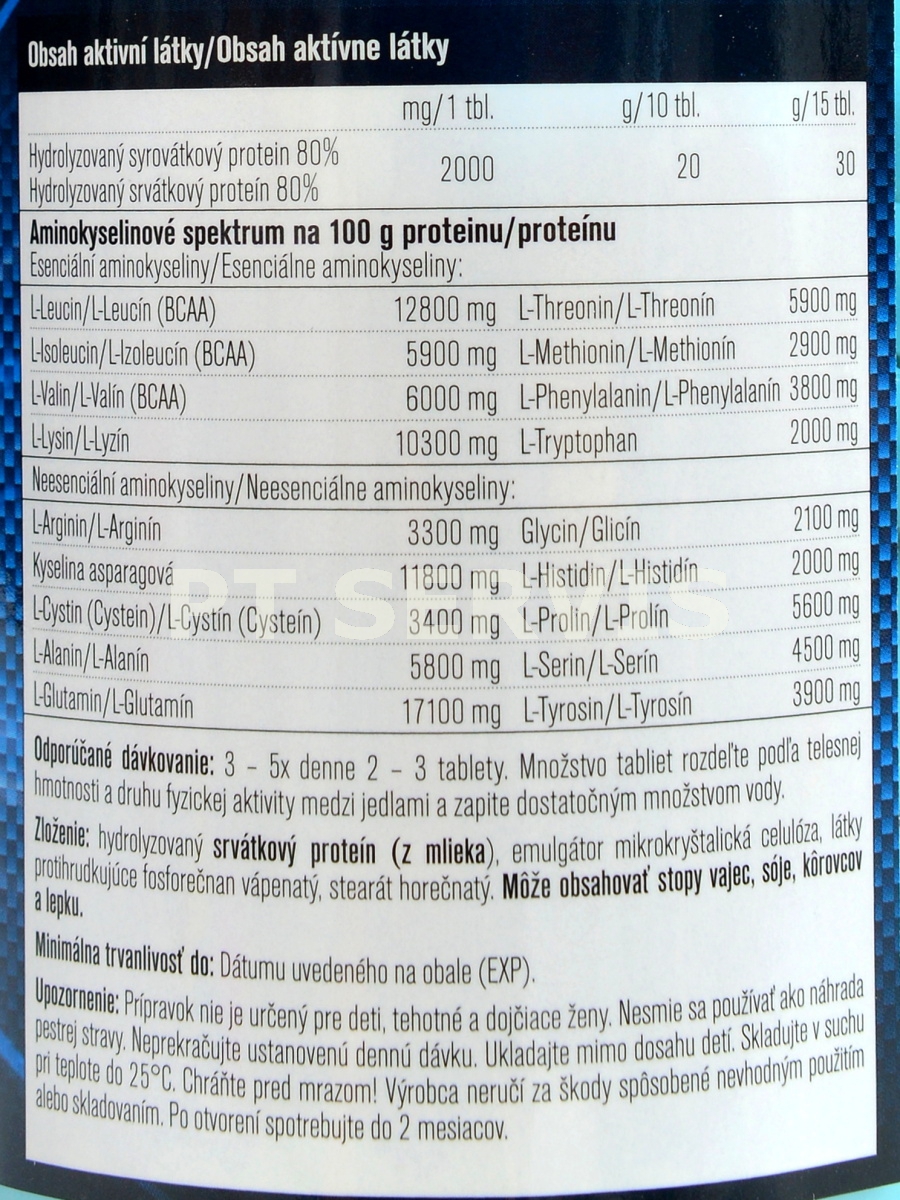 Obsah aktivní látky/Obsah aktívne látky
mg/1 tbl. g/10 tbl. g/15 tbl.
Hydrolyzovaný syrovátkový protein 80%
Hydrolyzovaný srvátkový proteín 80% 2000 20 30
Aminokyselinové spektrum na 100 g proteinu/proteínu
Esenciální aminokyseliny/Esenciálne aminokyseliny:
L-Leucin/L-Leucín (BCAA) 12800 mg L-Threonin/L-Threonín 5900 mg
L-Isoleucin/L-Izoleucín (BCAA) 5900 mg L-Methionin/L-Methionín 2900 mg
L-Valin/L-Valín (BCAA) 6000 mg L-Phenylalanin/L-Phenylalanín 3800 mg
L-Lysin/L-Lyzín 10300 mg L-Tryptophan 2000 mg
Neesenciální aminokyseliny/Neesenciálne aminokyseliny:
L-Arginin/L-Arginín 3300 mg Glycin/Glicín 2100 mg
Kyselina asparagová 11800 mg L-Histidin/L-Histidín 2000 mg
PT SERVIS
L-Cystin (Cystein)/L-Cystín (Cysteín) 3400 mg L-Prolin/L-Prolín 5600 mg
L-Alanin/L-Alanín 5800 mg L-Serin/L-Serín 4500 mg
L-Glutamin/L-Glutamín 17100 mg L-Tyrosin/L-Tyrosín 3900 mg
Odporúčané dávkovanie: 3 – 5x denne 2 – 3 tablety. Množstvo tabliet rozdeľte podľa telesnej
hmotnosti a druhu fyzickej aktivity medzi jedlami a zapite dostatočným množstvom vody.
Zloženie: hydrolyzovaný srvátkový proteín (z mlieka), emulgátor mikrokryštalická celulóza, látky
protihrudkujúce fosforečnan vápenatý, stearát horečnatý. Môže obsahovať stopy vajec, sóje, kôrovcov
a lepku.
Minimálna trvanlivosť do: Dátumu uvedeného na obale (EXP).
Upozornenie: Prípravok nie je určený pre deti, tehotné a dojčiace ženy. Nesmie sa používať ako náhrada
pestrej stravy. Neprekračujte ustanovenú dennú dávku. Ukladajte mimo dosahu detí. Skladujte v suchu
pri teplote do 25°C. Chráňte pred mrazom! Výrobca neručí za škody spôsobené nevhodným použitím
alebo skladovaním. Po otvorení spotrebujte do 2 mesiacov.